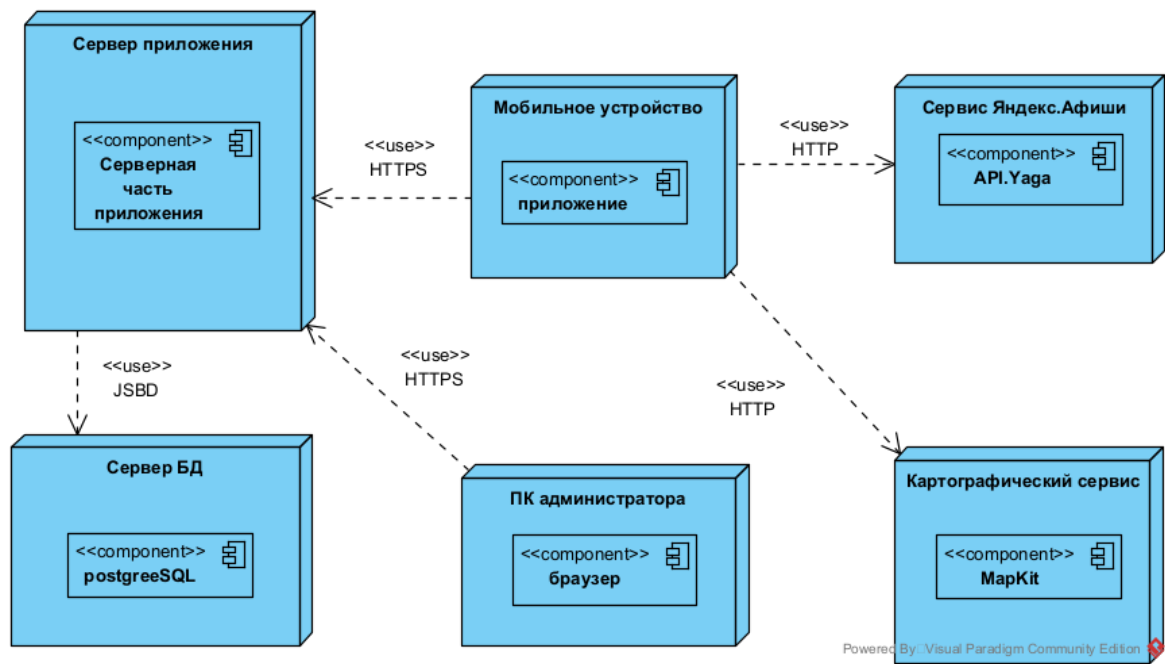 Сервер приложения
<<component>>
Серверная
часть
приложения
<<use>>
HTTPS
Мобильное устройство
<<component>>
приложение
<<use>>
HTTP
Сервис Яндекс.Афиши
<<component>>
API.Yaga
<<use>>
JSBD
<<use>>
HTTPS
<<use>>
HTTP
Сервер БД
<<component>>
postgreeSQL
ПК администратора
<<component>>
браузер
Картографический сервис
<<component>>
MapKit
Powered By Visual Paradigm Community Edition